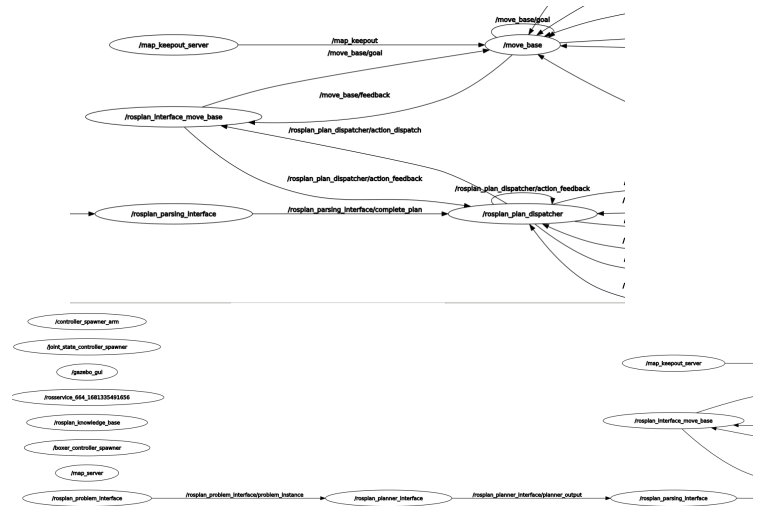 /move_base/goal
/map_keepout_server
/map_keepout
/move_base
/move_base/goal
/move_base/feedback
/rosplan_interface_move_base
/rosplan_plan_dispatcher/action_dispatch
/rosplan_plan_dispatcher/action_feedback
/rosplan_plan_dispatcher/action_feedback
/rosplan_parsing_interface
/rosplan_parsing_interface/complete_plan
/rosplan_plan_dispatcher
/controller_spawner_arm
/joint_state_controller_spawner
/gazebo_gui
/map_keepout_server
/rosservice_664_1681335491656
/rosplan_knowledge_base
/rosplan_interface_move_base
/boxer_controller_spawner
/map_server
/rosplan_problem_interface
/rosplan_problem_interface/problem_instance
/rosplan_planner_interface
/rosplan_planner_interface/planner_output
/rosplan_parsing_interface